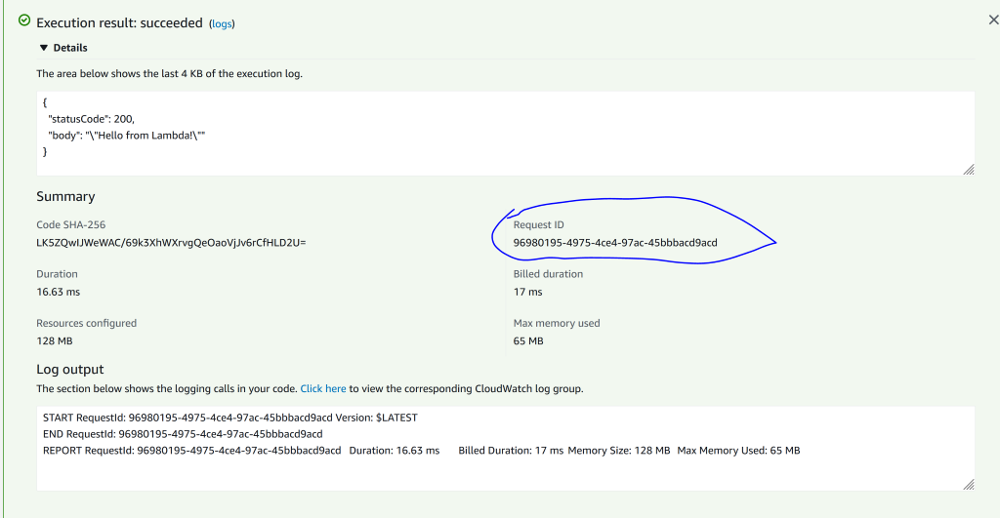 Execution result: succeeded (logs)
Details
The area below shows the last 4 KB of the execution log.
{
"statusCode": 200,
"body": "\"Hello from Lambda!\""
}
Summary
Code SHA-256
LK5ZQwIJWeWAC/69k3XhWXrvgQeOaoVjJv6rCfHLD2U=
Request ID
96980195-4975-4ce4-97ac-45bbbacd9acd
Duration
16.63 ms
Billed duration
17 ms
Resources configured
128 MB
Max memory used
65 MB
Log output
The section below shows the logging calls in your code. Click here to view the corresponding CloudWatch log group.
START RequestId: 96980195-4975-4ce4-97ac-45bbbacd9acd Version: $LATEST
END RequestId: 96980195-4975-4ce4-97ac-45bbbacd9acd
REPORT RequestId: 96980195-4975-4ce4-97ac-45bbbacd9acd Duration: 16.63 ms Billed Duration: 17 ms Memory Size: 128 MB Max Memory Used: 65 MB